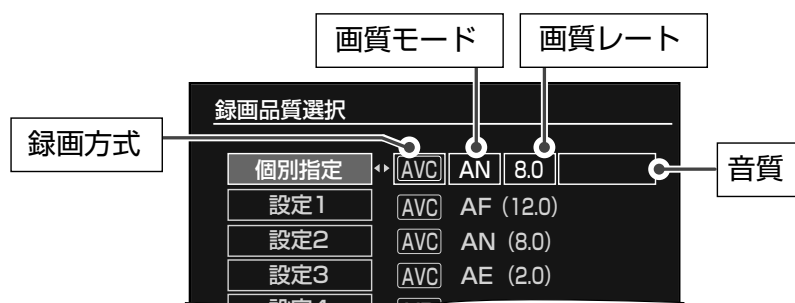 画質モード
画質レート
録画方式
音質
録画品質選択
個別指定 AVC AN 8.0
設定1 AVC AF (12.0)
設定2 AVC AN (8.0)
設定3 AVC AE (2.0)